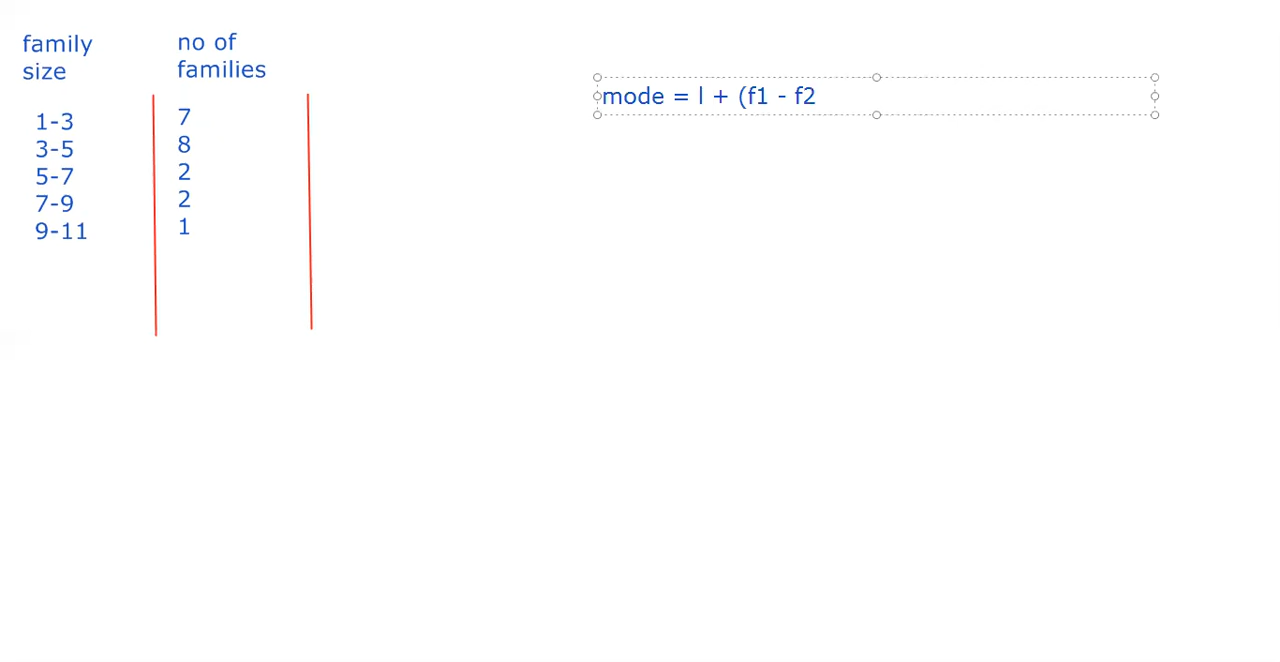 family
size
no of
families
1-3
7
3-5
8
5-7
2
7-9
2
9-11
1
mode = l + (f1 - f2